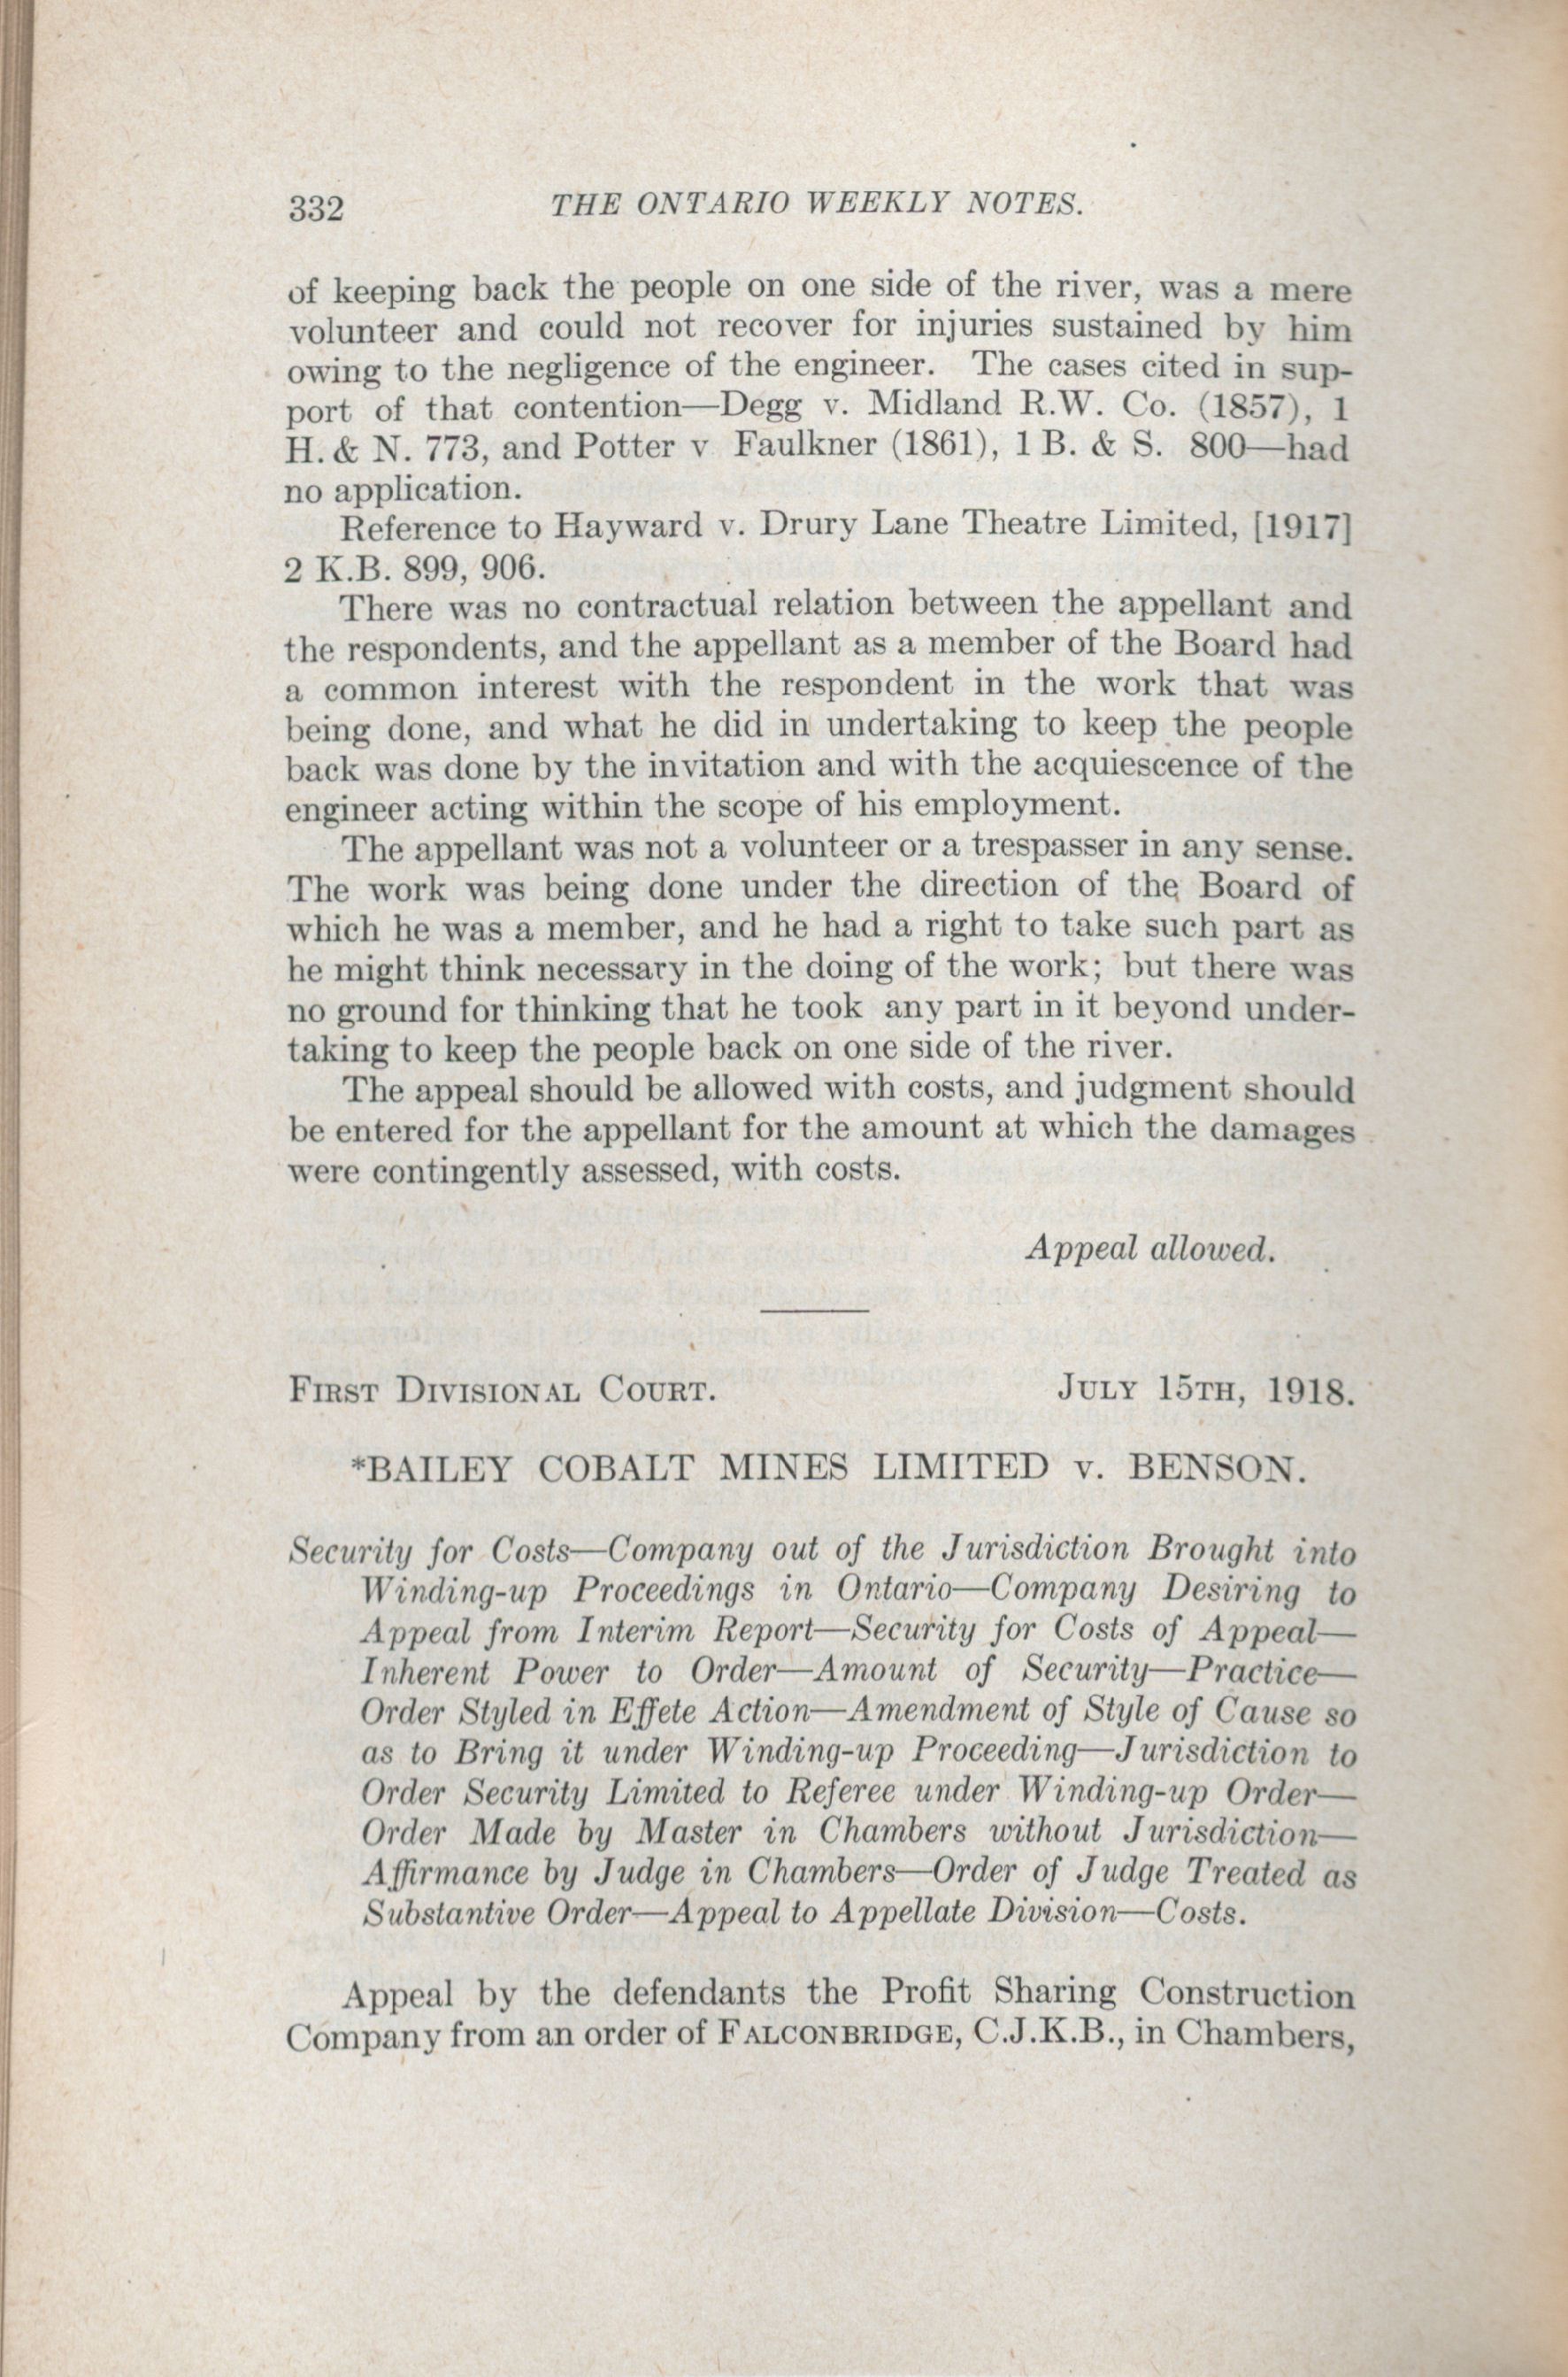 332 THE ONTARIO WEEKLY NOTES.
of keeping back the people on one side of the river, was a mere
volunteer and could not recover for injuries sustained by him
owing to the negligence of the engineer. The cases cited in sup-
port of that contention—Degg v. Midland R.W. Co. (1857), 1
H. & N. 773, and Potter v Faulkner (1861), 1 B. & S. 800—had
no application.
Reference to Hayward v. Drury Lane Theatre Limited, [1917]
2 K.B. 899, 906.
There was no contractual relation between the appellant and
the respondents, and the appellant as a member of the Board had
a common interest with the respondent in the work that was
being done, and what he did in undertaking to keep the people
back was done by the invitation and with the acquiescence of the
engineer acting within the scope of his employment.
The appellant was not a volunteer or a trespasser in any sense.
The work was being done under the direction of the Board of
which he was a member, and he had a right to take such part as
he might think necessary in the doing of the work; but there was
no ground for thinking that he took any part in it beyond under-
taking to keep the people back on one side of the river.
The appeal should be allowed with costs, and judgment should
be entered for the appellant for the amount at which the damages
were contingently assessed, with costs.
Appeal allowed.
FIRST DIVISIONAL COURT. JULY 15TH, 1918.
*BAILEY COBALT MINES LIMITED v. BENSON.
Security for Costs—Company out of the Jurisdiction Brought into
Winding-up Proceedings in Ontario—Company Desiring to
Appeal from Interim Report—Security for Costs of Appeal—
Inherent Power to Order—Amount of Security—Practice—
Order Styled in Effete Action—Amendment of Style of Cause so
as to Bring it under Winding-up Proceeding—Jurisdiction to
Order Security Limited to Referee under Winding-up Order—
Order Made by Master in Chambers without Jurisdiction—
Affirmance by Judge in Chambers—Order of Judge Treated as
Substantive Order—Appeal to Appellate Division—Costs.
Appeal by the defendants the Profit Sharing Construction
Company from an order of FALCONBRIDGE, C.J.K.B., in Chambers,